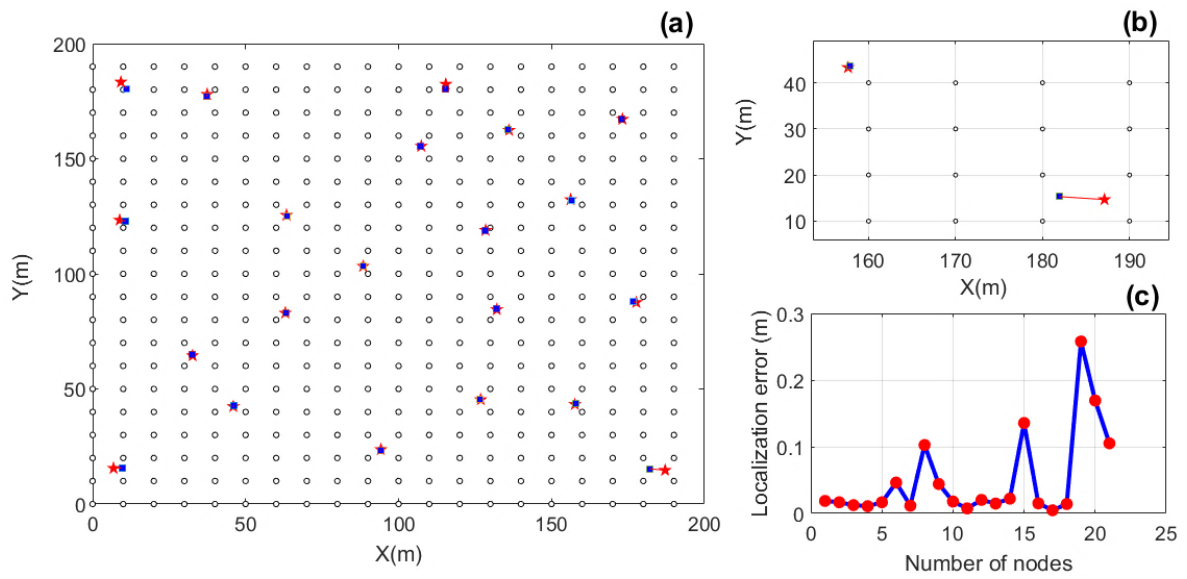 (a)
200
150
100
50
0
0 50 100 150 200
Y(m)
X(m)
(b)
40
30
20
10
160 170 180 190
Y(m)
X(m)
(c)
0.3
0.2
0.1
0
0 5 10 15 20 25
Localization error (m)
Number of nodes